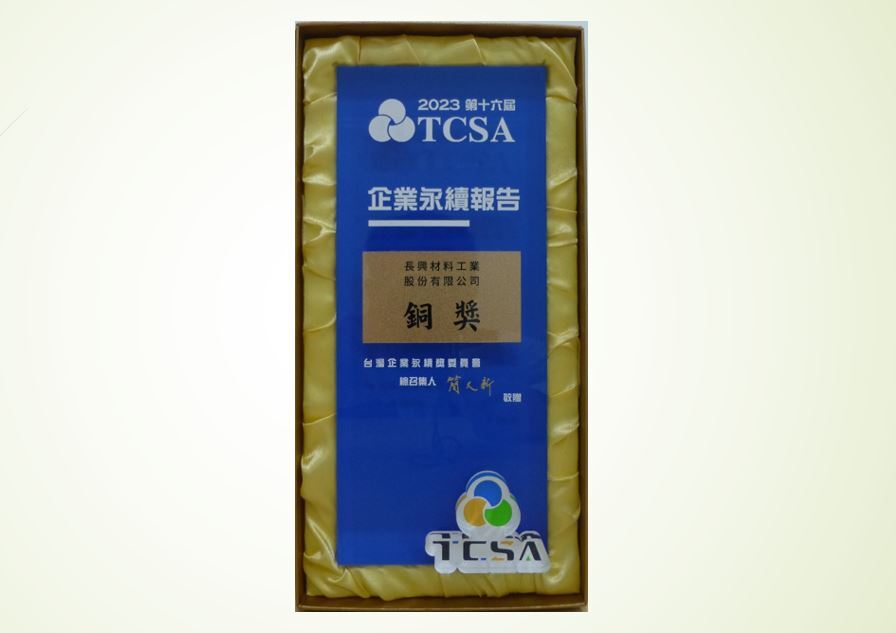 2023 第十六屆
TCSA
企業永續報告
長興材料工業
股份有限公司
銅獎
台灣企業永續獎委員會
總召集人 簡又新
敬贈
TCSA